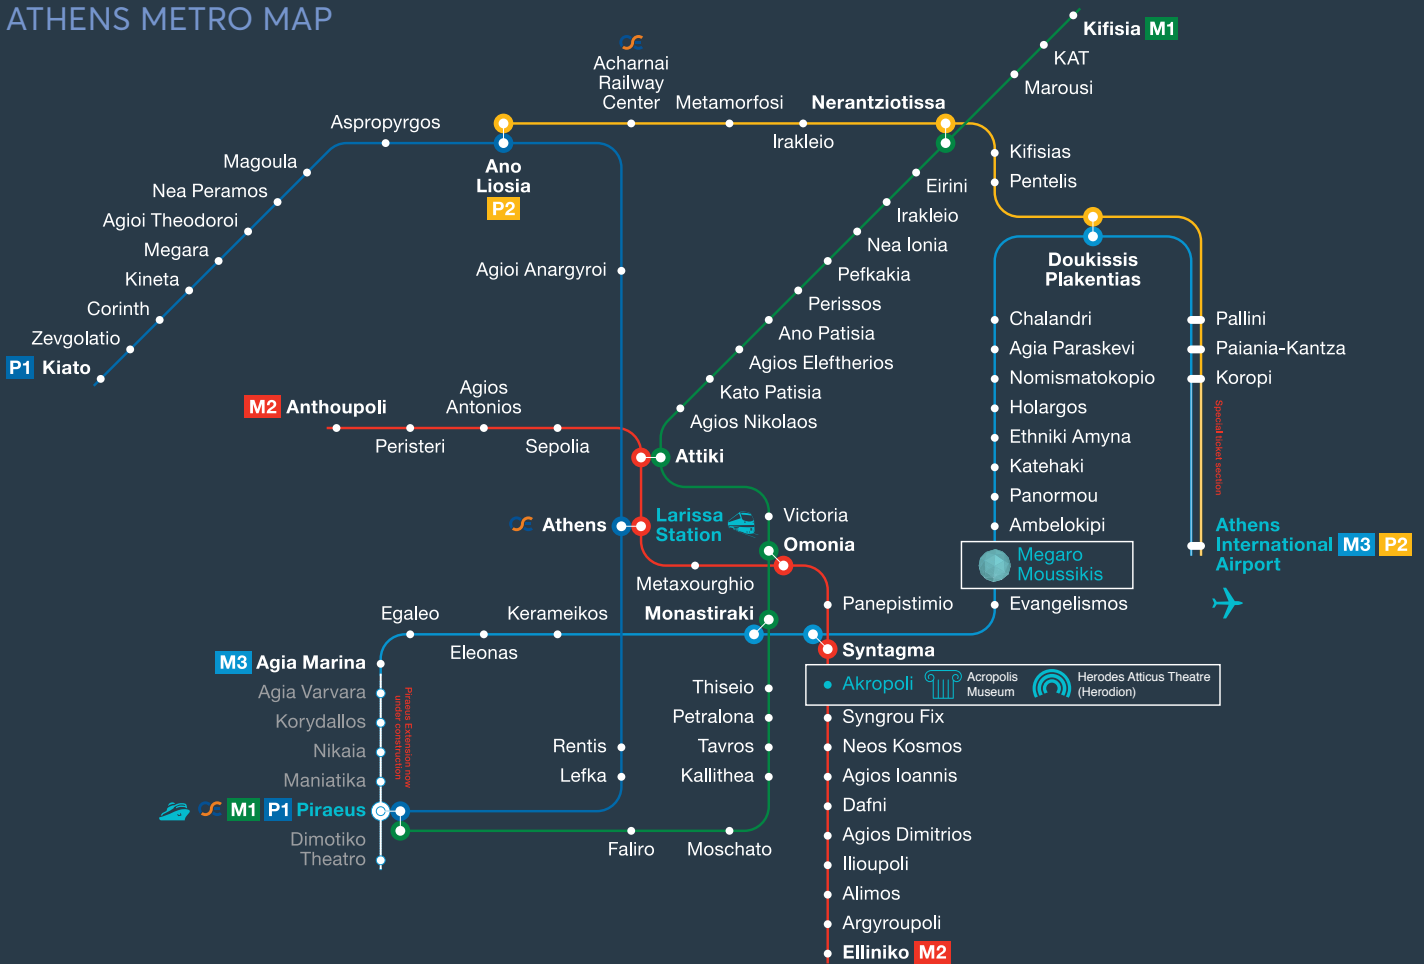 ATHENS METRO MAP
Kifisia M1
KAT
Marousi
Acharnai
Railway
Center
Metamorfosi
Irakleio
Nerantziotissa
Aspropyrgos
Magoula
Nea Peramos
Agioi Theodoroi
Megara
Kineta
Corinth
Zevgolatio
P1 Kiato
Ano
Liosia
P2
Agioi Anargyroi
Kifisias
Pentelis
Eirini
Irakleio
Nea Ionia
Pefkakia
Perissos
Ano Patisia
Agios Eleftherios
Kato Patisia
Agios Nikolaos
Doukissis
Plakentias
Chalandri
Agia Paraskevi
Nomismatokopio
Holargos
Ethniki Amyna
Katehaki
Panormou
Ambelokipi
Megaro
Moussikis
Evangelismos
Pallini
Paiania-Kantza
Koropi
Special ticket section
Athens
International
Airport
M3 P2
M2 Anthoupoli
Peristeri
Agios
Antonios
Sepolia
Attiki
Athens
Larissa
Station
Victoria
Omonia
Metaxourghio
Monastiraki
Panepistimio
Syntagma
Egaleo
Eleonas
Kerameikos
M3 Agia Marina
Agia Varvara
Korydallos
Nikaia
Maniatika
Piraeus Extension now
under construction
M1 P1 Piraeus
Dimotiko
Theatro
Rentis
Lefka
Thiseio
Petralona
Tavros
Kallithea
Faliro
Moschato
Akropoli
Acropolis
Museum
Herodes Atticus Theatre
(Herodion)
Syngrou Fix
Neos Kosmos
Agios Ioannis
Dafni
Agios Dimitrios
Ilioupoli
Alimos
Argyroupoli
Elliniko M2